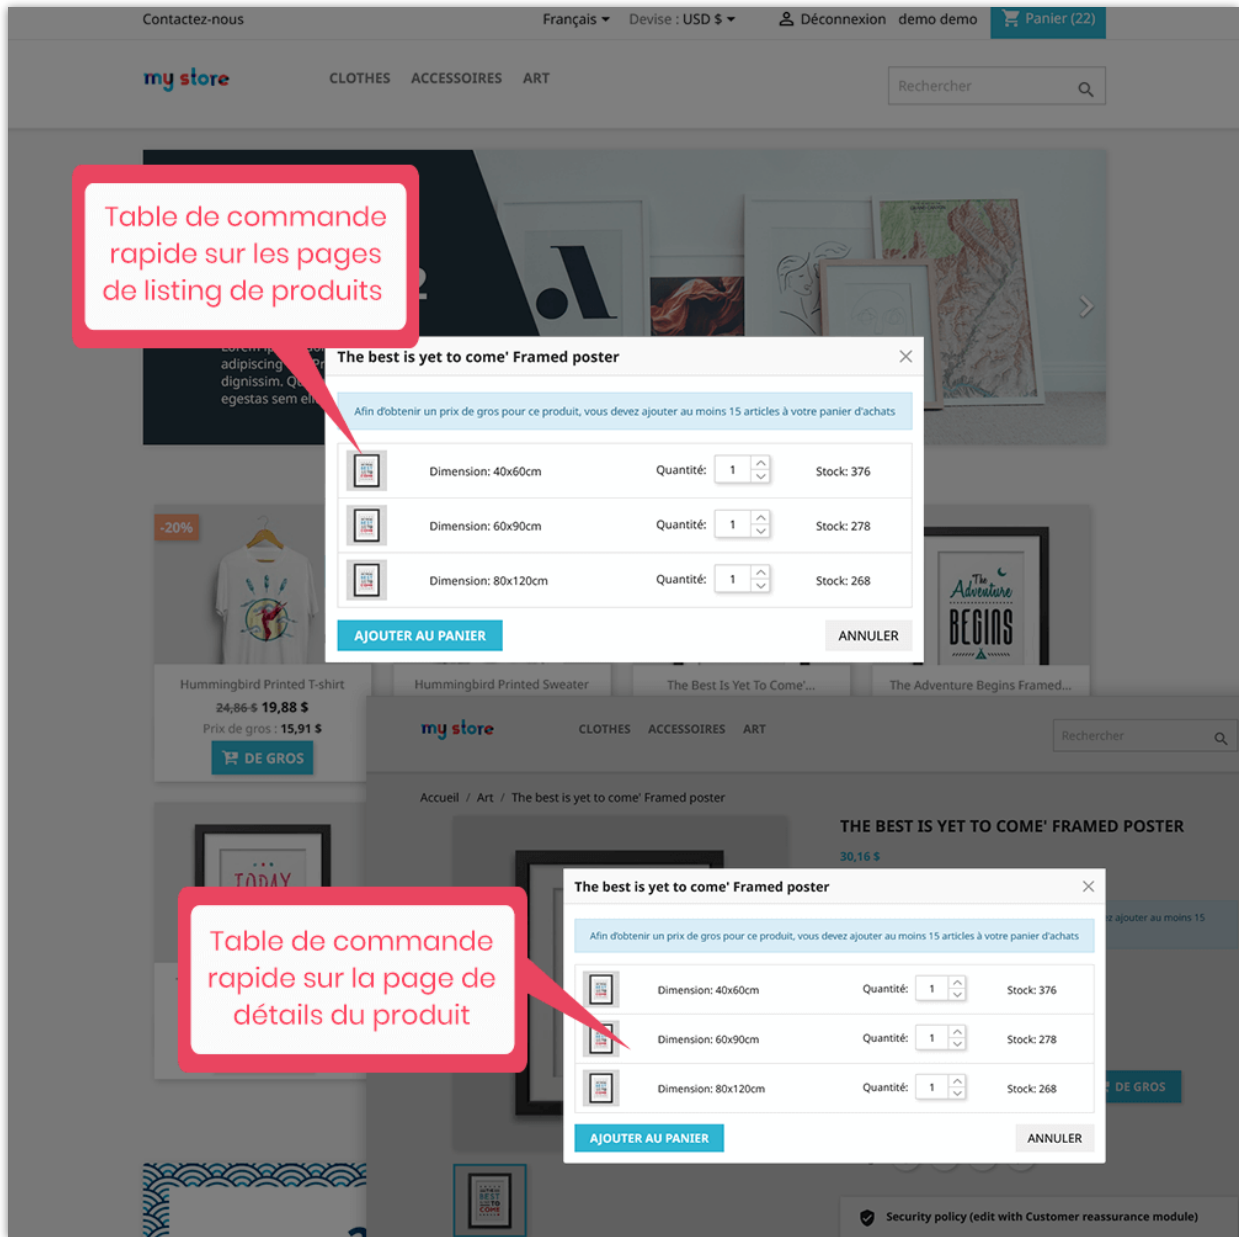 Contactez-nous
Français
Devise : USD $
Déconnexion
demo demo
Panier (22)
my store
CLOTHES
ACCESSOIRES
ART
Rechercher
Table de commande
rapide sur les pages
de listing de produits
adipiscing
dignissim.
egestas sem
The best is yet to come' Framed poster
Afin d'obtenir un prix de gros pour ce produit, vous devez ajouter au moins 15 articles à votre panier d'achats
Dimension: 40x60cm
Quantité:
1
Stock: 376
Dimension: 60x90cm
Quantité:
1
Stock: 278
Dimension: 80x120cm
Quantité:
1
Stock: 268
AJOUTER AU PANIER
ANNULER
-20%
The
Adventure
BEGINS
Hummingbird Printed T-shirt
24,86 $ 19,88 $
Prix de gros : 15,91 $
DE GROS
Hummingbird Printed Sweater
The Best Is Yet To Come'...
The Adventure Begins Framed...
TODAY
my store
CLOTHES
ACCESSOIRES
ART
Rechercher
Accueil / Art / The best is yet to come' Framed poster
THE BEST IS YET TO COME' FRAMED POSTER
30,16 $
ajouter au moins 15
Table de commande
rapide sur la page de
détails du produit
The best is yet to come' Framed poster
Afin d'obtenir un prix de gros pour ce produit, vous devez ajouter au moins 15 articles à votre panier d'achats
Dimension: 40x60cm
Quantité:
1
Stock: 376
Dimension: 60x90cm
Quantité:
1
Stock: 278
Dimension: 80x120cm
Quantité:
1
Stock: 268
AJOUTER AU PANIER
ANNULER
DE GROS
BEST
COME
Security policy (edit with Customer reassurance module)